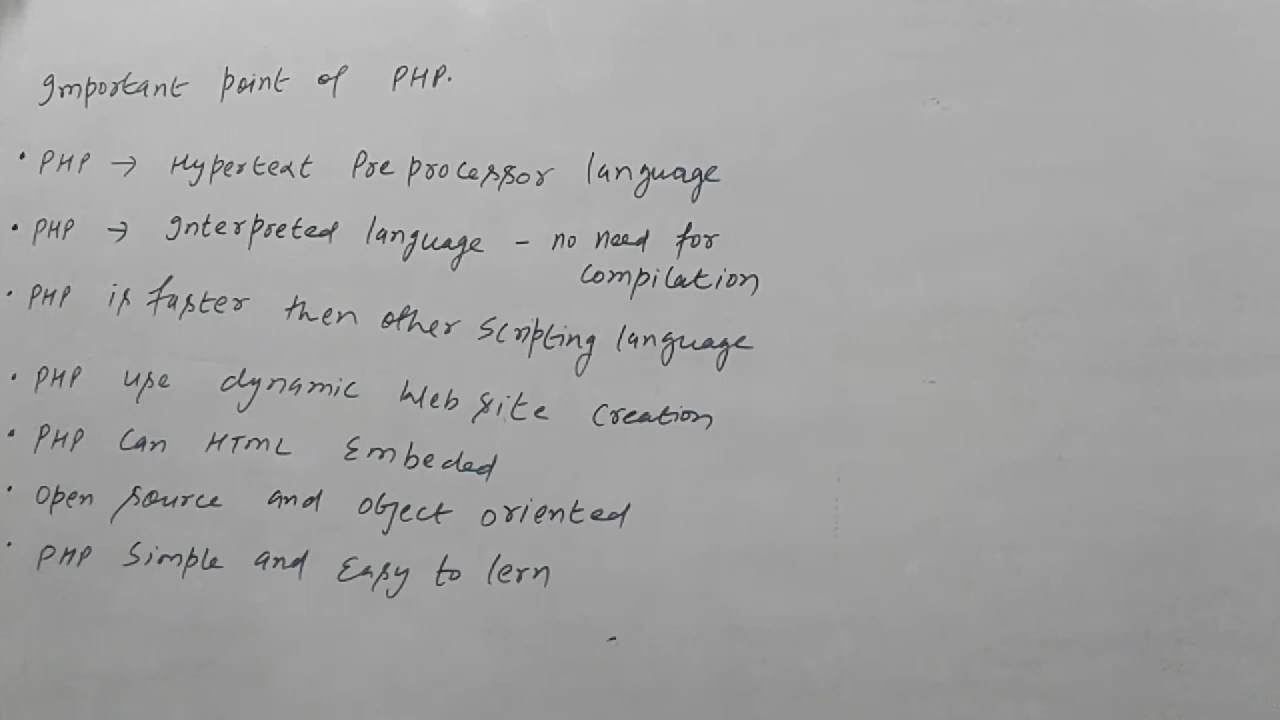 Important point of PHP.
• PHP → Hypertext Pre processor language
• PHP → Interpreted language - no need for
compilation
• PHP is faster then other scripting language
• PHP use dynamic Web site creation
• PHP Can HTML Embeded
• open source and object oriented
• PHP Simple and Easy to lern